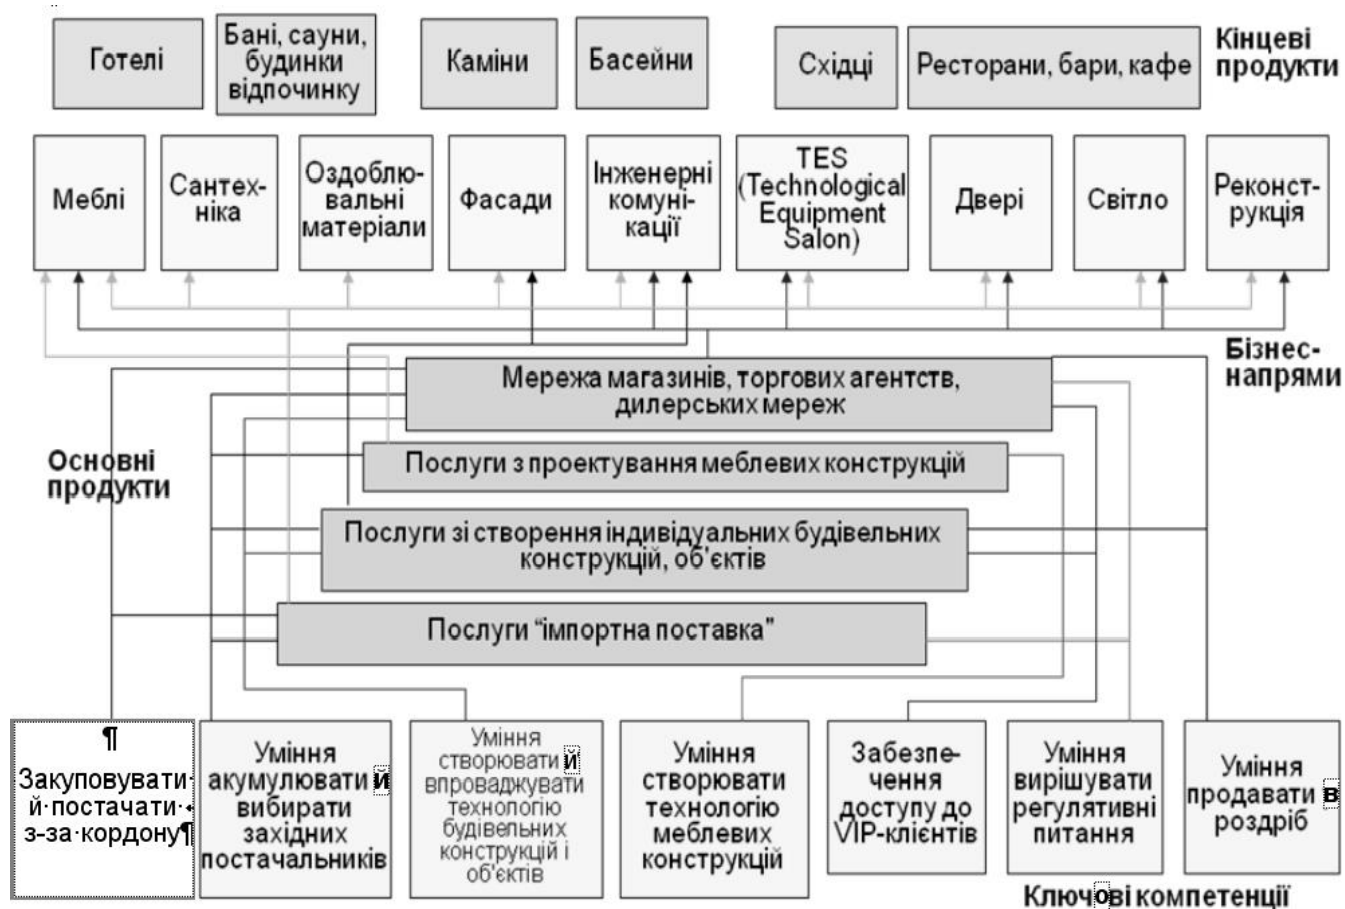 Готелі
Бані, сауни,
будинки
відпочинку
Каміни
Басейни
Східці
Ресторани, бари, кафе
Кінцеві
продукти
Меблі
Сантех-
ніка
Оздоблю-
вальні
матеріали
Фасади
Інженерні
комуні-
кації
TES
(Technological
Equipment
Salon)
Двері
Світло
Реконст-
рукція
Бізнес-
напрями
Мережа магазинів, торгових агентств,
дилерських мереж
Основні
продукти
Послуги з проектування меблевих конструкцій
Послуги зі створення індивідуальних будівельних
конструкцій, об'єктів
Послуги “імпортна поставка”
¶
Закуповувати·
й·постачати·
з-за·кордону¶
Уміння
акумулювати й
вибирати
західних
постачальників
Уміння
створювати й
впроваджувати
технологію
будівельних
конструкцій і
об'єктів
Уміння
створювати
технологію
меблевих
конструкцій
Забезпе-
чення
доступу до
VIP-клієнтів
Уміння
вирішувати
регулятивні
питання
Уміння
продавати в
роздріб
Ключові компетенції